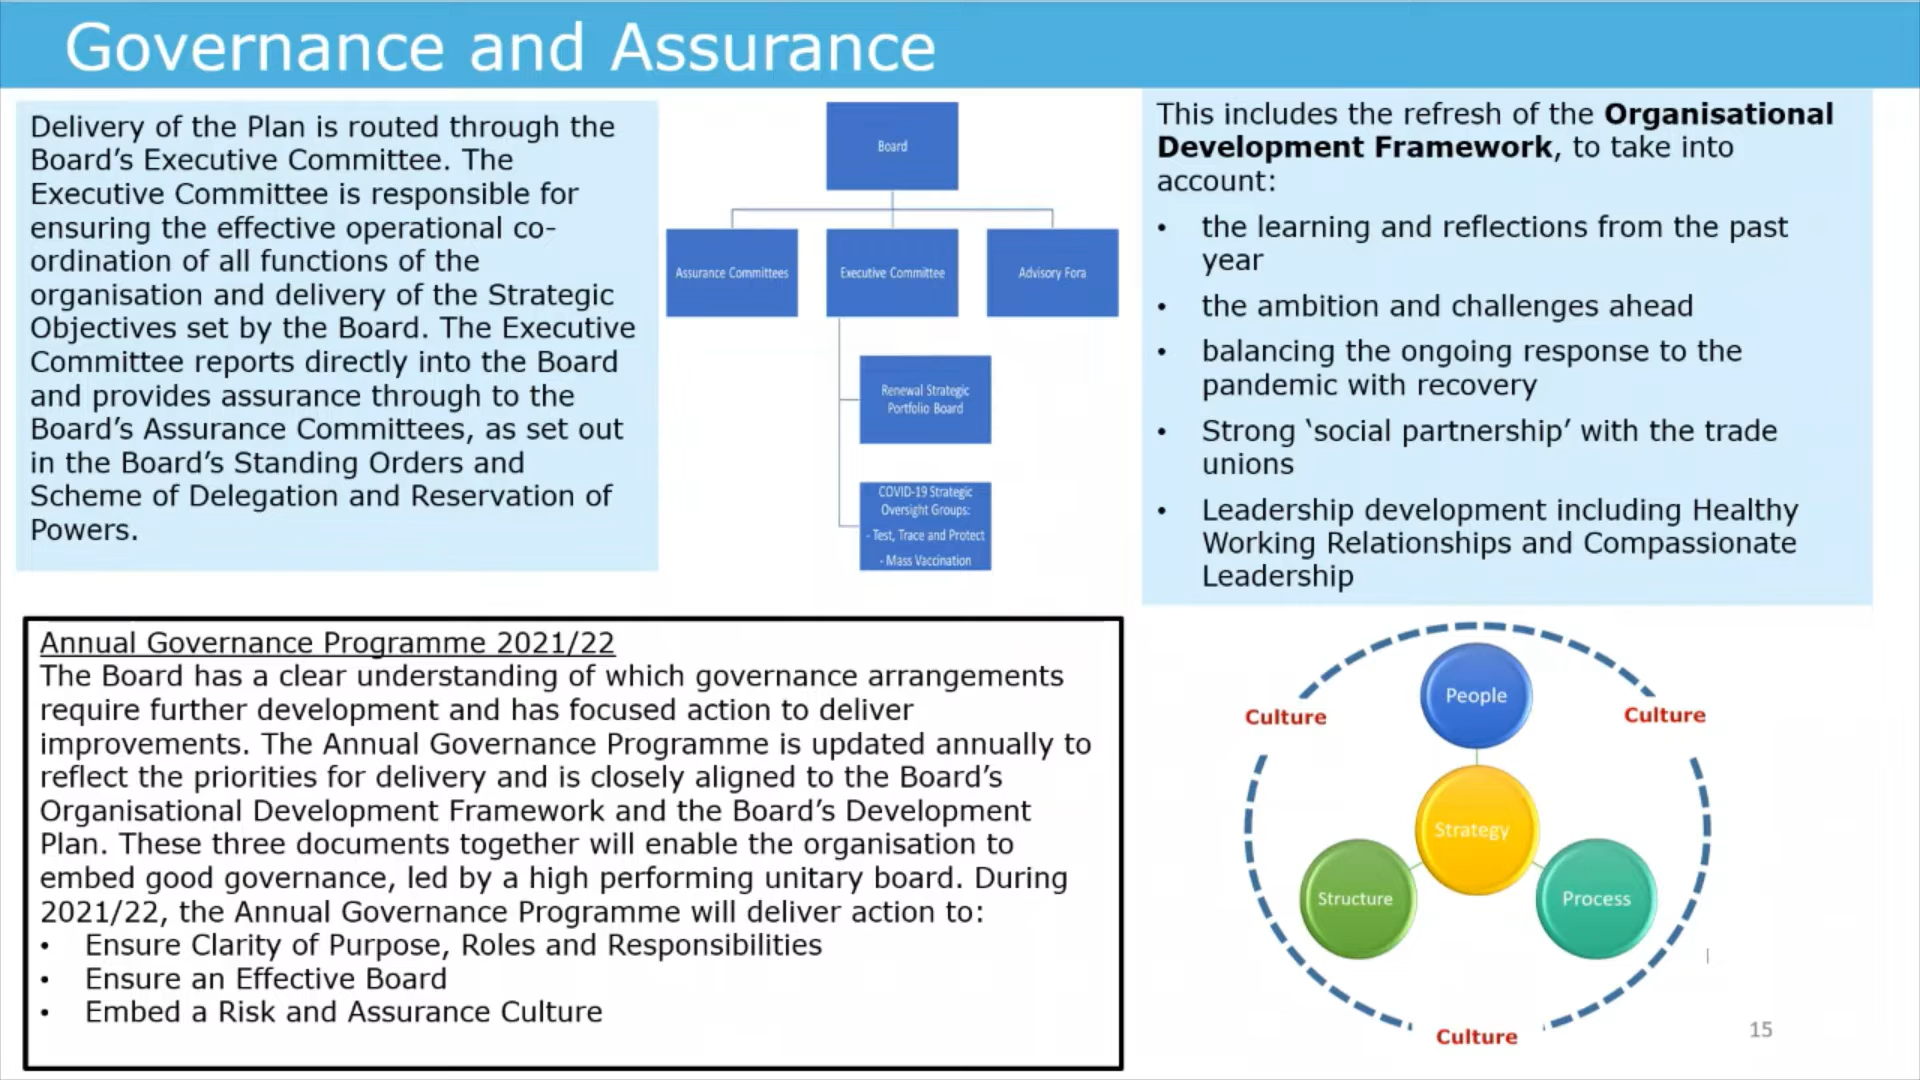 Governance and Assurance
Delivery of the Plan is routed through the
Board’s Executive Committee. The
Executive Committee is responsible for
ensuring the effective operational co-
ordination of all functions of the
organisation and delivery of the Strategic
Objectives set by the Board. The Executive
Committee reports directly into the Board
and provides assurance through to the
Board’s Assurance Committees, as set out
in the Board’s Standing Orders and
Scheme of Delegation and Reservation of
Powers.
Board
Assurance Committees
Executive Committee
Advisory Fora
Renewal Strategic
Portfolio Board
COVID-19 Strategic
Oversight Groups:
- Test, Trace and Protect
- Mass Vaccination
This includes the refresh of the Organisational
Development Framework, to take into
account:
• the learning and reflections from the past
year
• the ambition and challenges ahead
• balancing the ongoing response to the
pandemic with recovery
• Strong ‘social partnership’ with the trade
unions
• Leadership development including Healthy
Working Relationships and Compassionate
Leadership
Annual Governance Programme 2021/22
The Board has a clear understanding of which governance arrangements
require further development and has focused action to deliver
improvements. The Annual Governance Programme is updated annually to
reflect the priorities for delivery and is closely aligned to the Board’s
Organisational Development Framework and the Board’s Development
Plan. These three documents together will enable the organisation to
embed good governance, led by a high performing unitary board. During
2021/22, the Annual Governance Programme will deliver action to:
• Ensure Clarity of Purpose, Roles and Responsibilities
• Ensure an Effective Board
• Embed a Risk and Assurance Culture
People
Culture
Culture
Strategy
Structure
Process
Culture
15